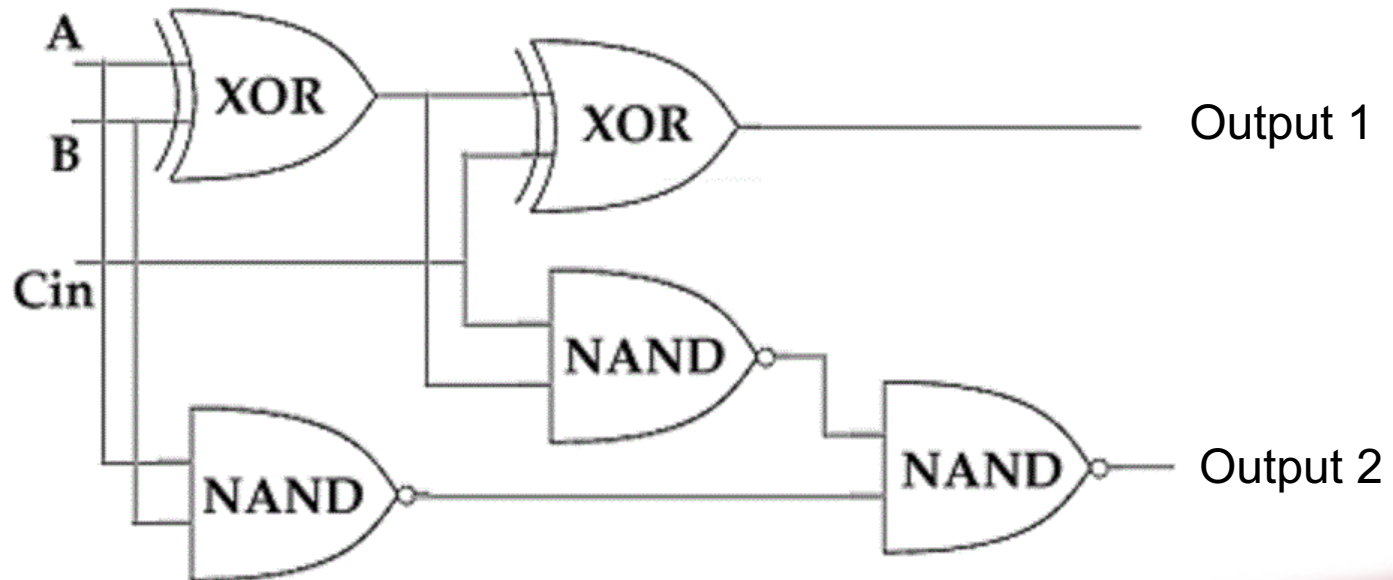 A
XOR
XOR
Output 1
B
Cin
NAND
NAND
NAND
Output 2